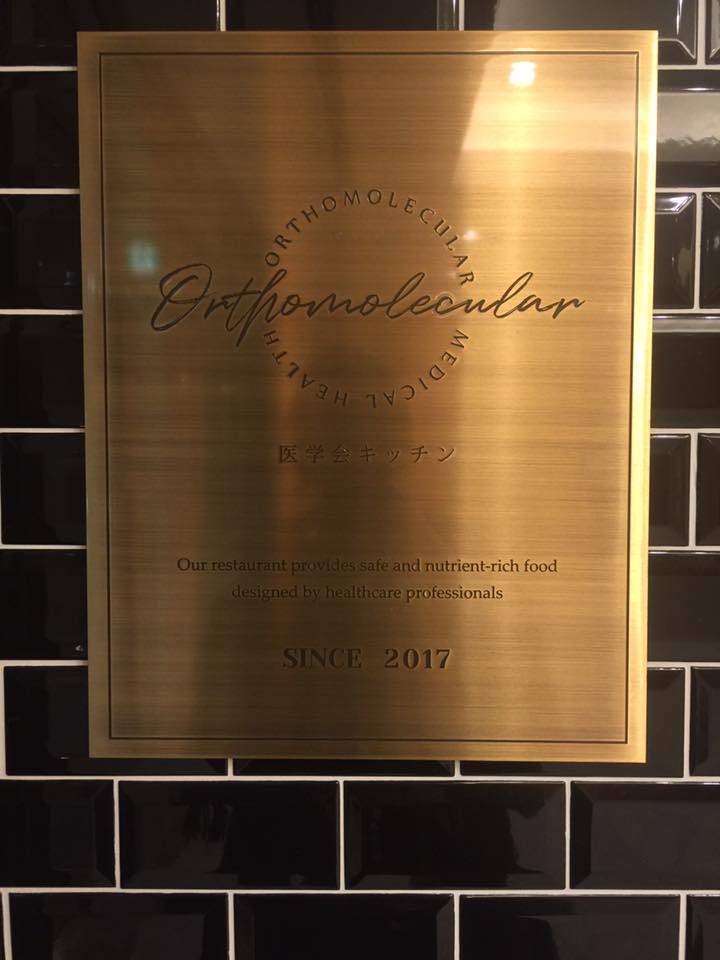 ORTHOMOLECULAR
Orthomolecular
MEDICAL HEALTH
医学会キッチン
Our restaurant provides safe and nutrient-rich food
designed by healthcare professionals
SINCE 2017